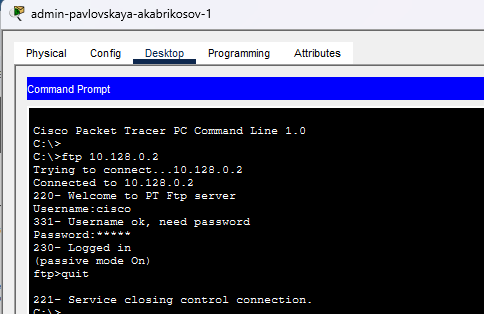 admin-pavlovskaya-akabrikosov-1
Physical Config Desktop Programming Attributes
Command Prompt
Cisco Packet Tracer PC Command Line 1.0
C:\>
C:\>ftp 10.128.0.2
Trying to connect...10.128.0.2
Connected to 10.128.0.2
220- Welcome to PT Ftp server
Username:cisco
331- Username ok, need password
Password:*****
230- Logged in
(passive mode On)
ftp>quit
221- Service closing control connection.
C:\>